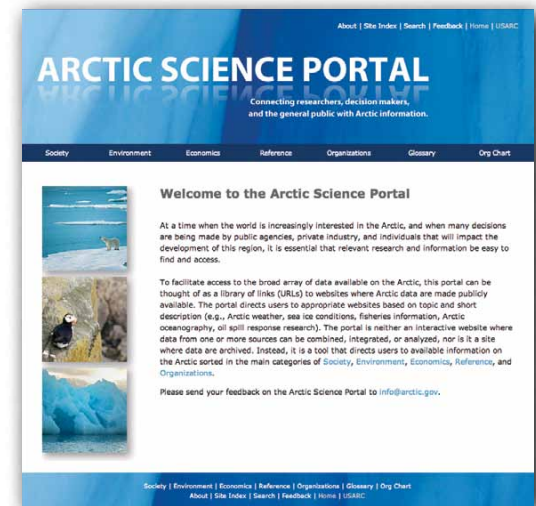 About | Site Index | Search | Feedback | Home | USARC
ARCTIC SCIENCE PORTAL
Connecting researchers, decision makers,
and the general public with Arctic information.
Society Environment Economics Reference Organizations Glossary Org Chart
Welcome to the Arctic Science Portal
At a time when the world is increasingly interested in the Arctic, and when many decisions
are being made by public agencies, private industry, and individuals that will impact the
development of this region, it is essential that relevant research and information be easy to
find and access.
To facilitate access to the broad array of data available on the Arctic, this portal can be
thought of as a library of links (URLs) to websites where Arctic data are made publicly
available. The portal directs users to appropriate websites based on topic and short
description (e.g., Arctic weather, sea ice conditions, fisheries information, Arctic
oceanography, oil spill response research). The portal is neither an interactive website where
data from one or more sources can be combined, integrated, or analyzed, nor is it a site
where data are archived. Instead, it is a tool that directs users to available information on
the Arctic sorted in the main categories of Society, Environment, Economics, Reference, and
Organizations.
Please send your feedback on the Arctic Science Portal to info@arctic.gov.
Society | Environment | Economics | Reference | Organizations | Glossary | Org Chart
About | Site Index | Search | Feedback | Home | USARC